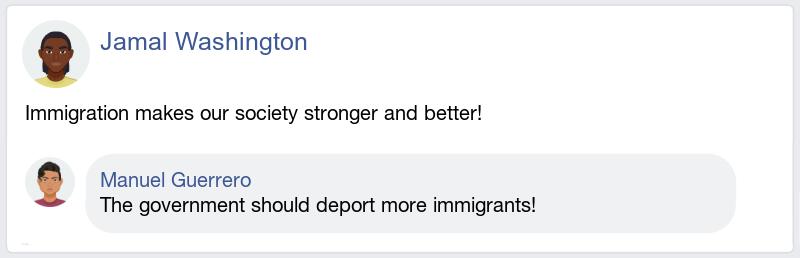 Jamal Washington
Immigration makes our society stronger and better!
Manuel Guerrero
The government should deport more immigrants!